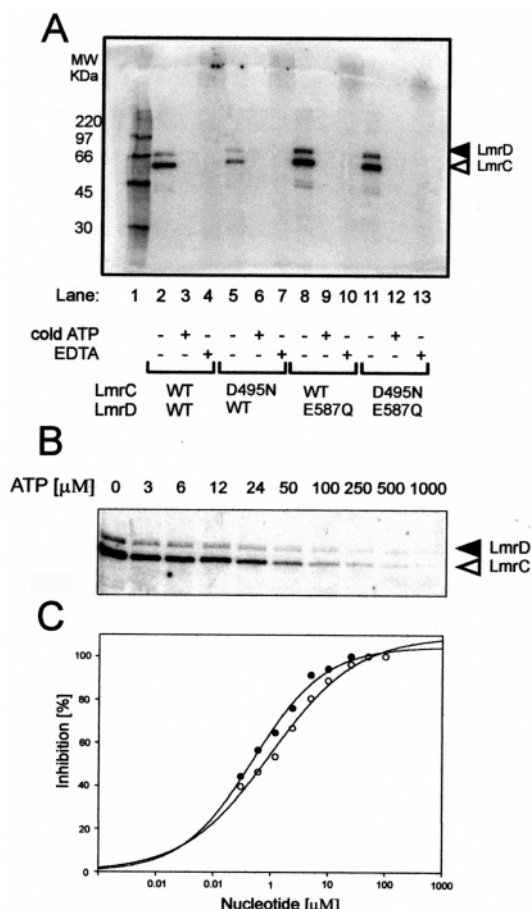 A
MW
KDa
220
97
66
45
30
LmrD
LmrC
Lane: 1 2 3 4 5 6 7 8 9 10 11 12 13
cold ATP - + - - + - - + - - + -
EDTA - - + - - + - - + - - +
LmrC WT D495N WT D495N
LmrD WT WT E587Q E587Q
B
ATP [µM] 0 3 6 12 24 50 100 250 500 1000
LmrD
LmrC
C
Inhibtion [%]
100
80
60
40
20
0
0.01 0.01 1 10 100 1000
Nucleotide [µM]